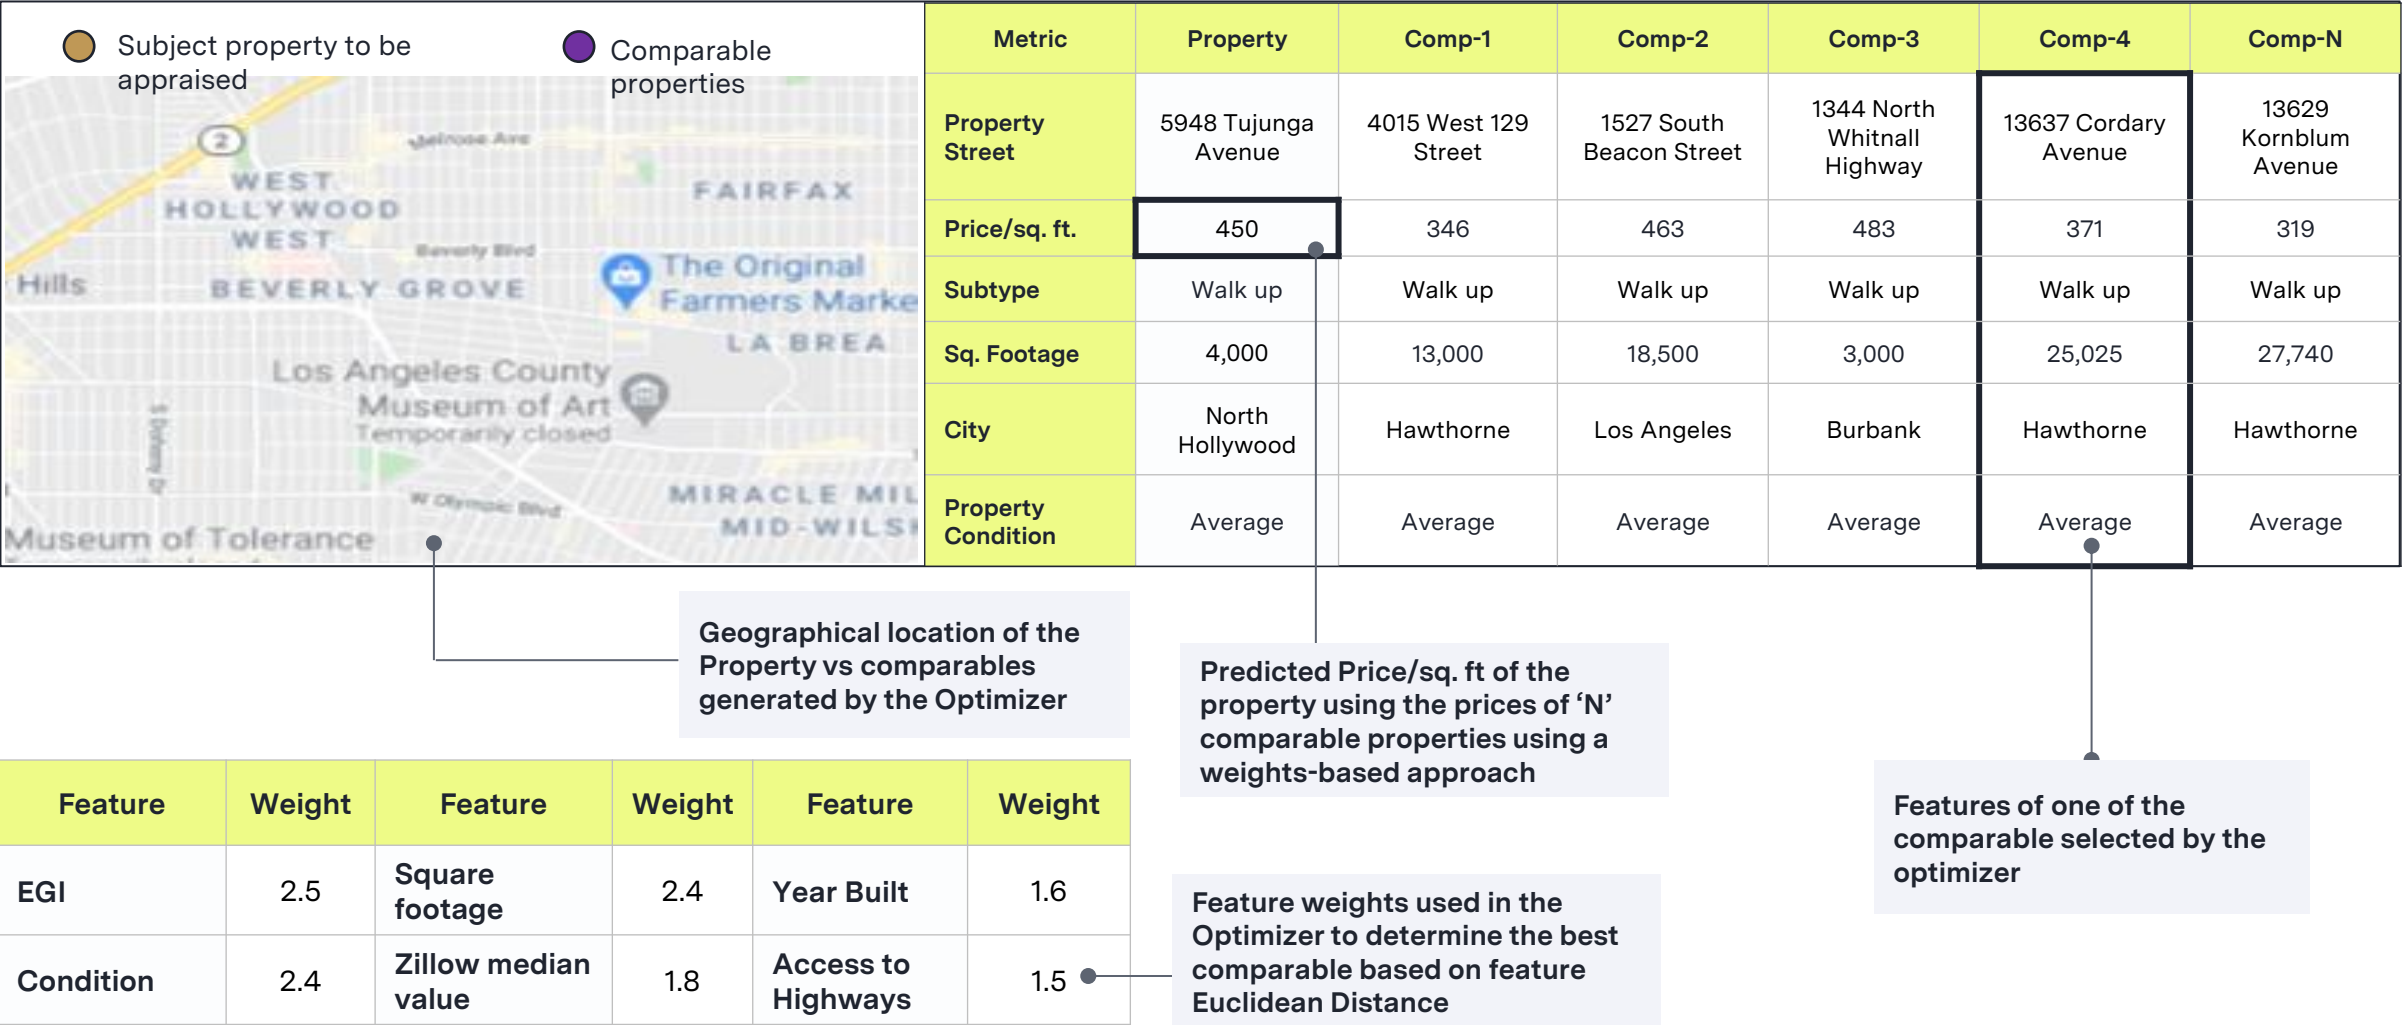 Subject property to be
appraised
Comparable
properties
2
Melrose Ave
WEST
HOLLYWOOD
WEST
FAIRFAX
Beverly Blvd
Hills
BEVERLY GROVE
The Original
Farmers Marke
LA BREA
Los Angeles County
Museum of Art
Temporarily closed
W Olympic Blvd
MIRACLE MIL
MID-WILSH
Museum of Tolerance
Metric Property Comp-1 Comp-2 Comp-3 Comp-4 Comp-N
Property
Street
5948 Tujunga
Avenue
4015 West 129
Street
1527 South
Beacon Street
1344 North
Whitnall
Highway
13637 Cordary
Avenue
13629
Kornblum
Avenue
Price/sq. ft. 450 346 463 483 371 319
Subtype Walk up Walk up Walk up Walk up Walk up Walk up
Sq. Footage 4,000 13,000 18,500 3,000 25,025 27,740
City
North
Hollywood
Hawthorne Los Angeles Burbank Hawthorne Hawthorne
Property
Condition
Average Average Average Average Average Average
Geographical location of the
Property vs comparables
generated by the Optimizer
Predicted Price/sq. ft of the
property using the prices of ‘N’
comparable properties using a
weights-based approach
Features of one of the
comparable selected by the
optimizer
Feature Weight Feature Weight Feature Weight
EGI 2.5
Square
footage
2.4 Year Built 1.6
Condition 2.4
Zillow median
value
1.8
Access to
Highways
1.5
Feature weights used in the
Optimizer to determine the best
comparable based on feature
Euclidean Distance